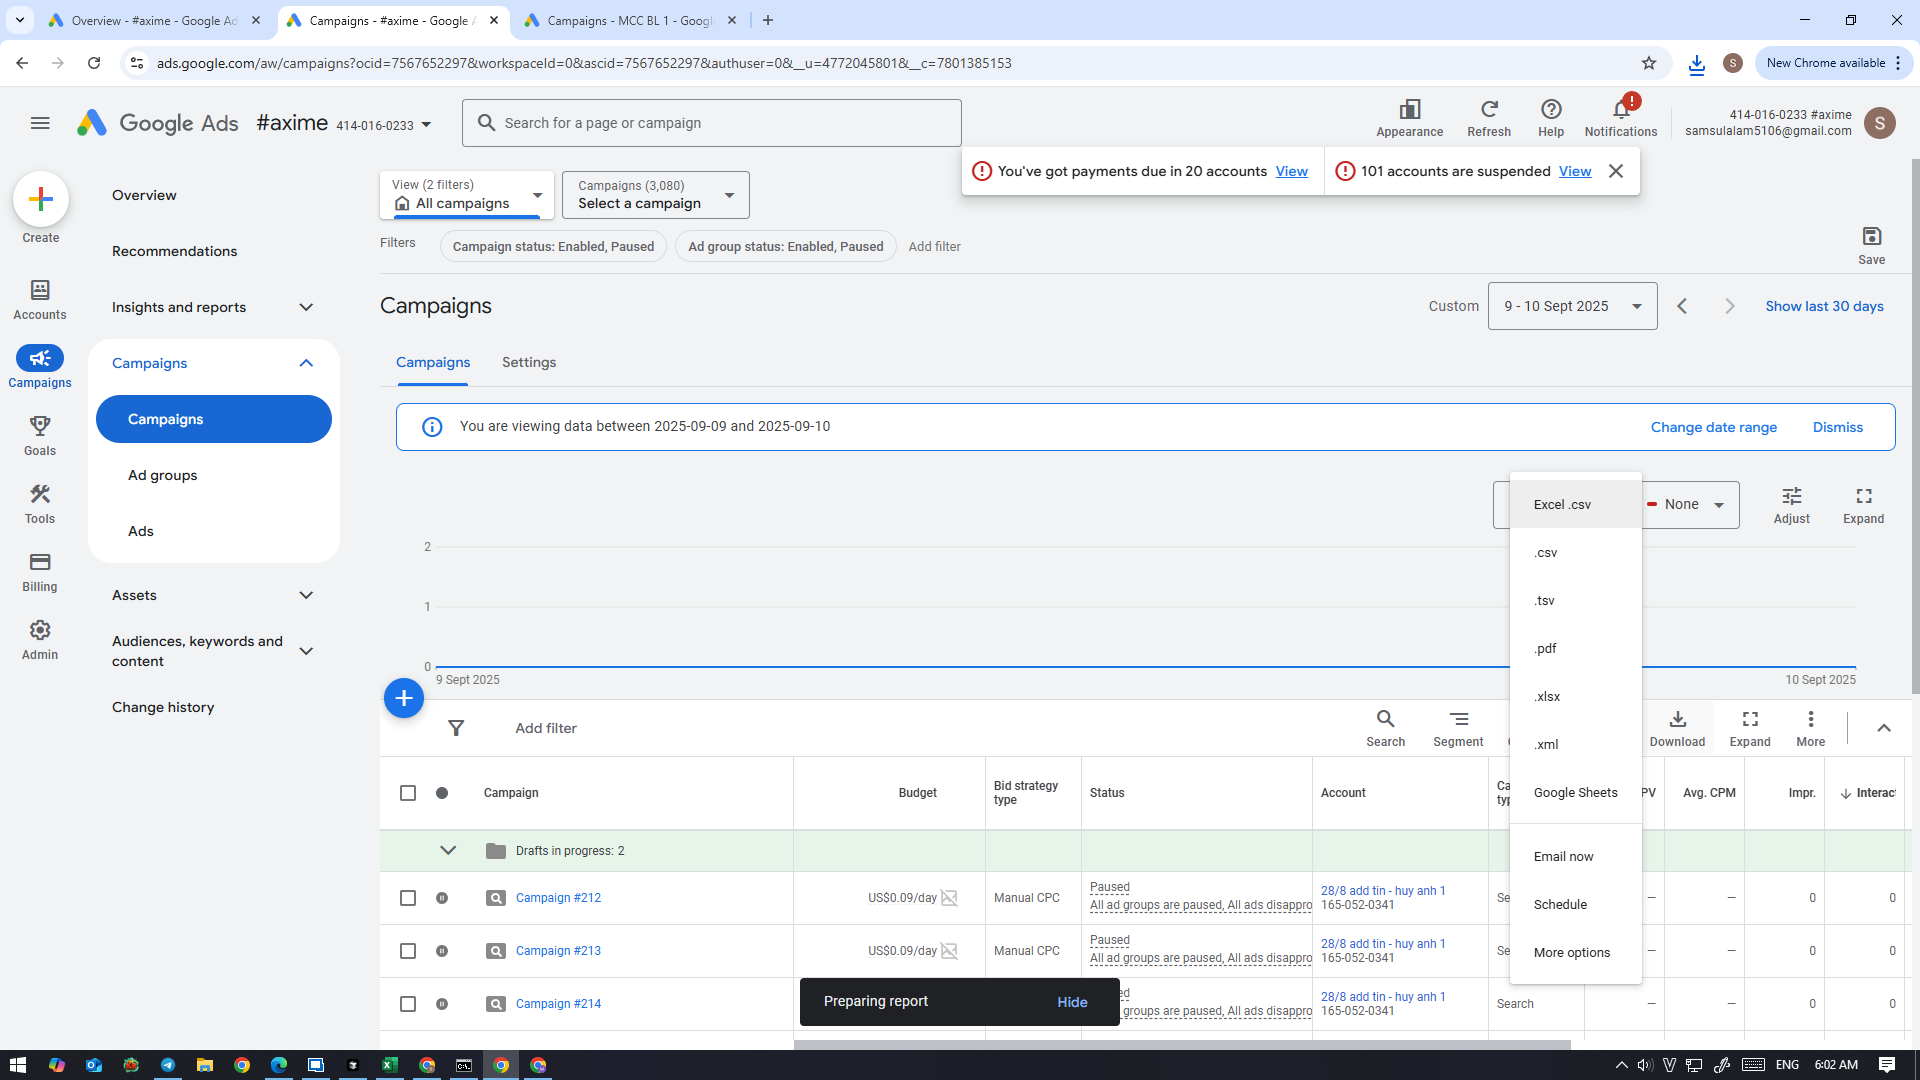 Overview - #axime - Google Ad
Campaigns - #axime - Google A
Campaigns - MCC BL 1 - Googl
ads.google.com/aw/campaigns?ocid=7567652297&workspaceId=0&ascid=7567652297&authuser=0&__u=4772045801&__c=7801385153
S
New Chrome available
Google Ads
#axime 414-016-0233
Search for a page or campaign
Appearance
Refresh
Help
!
Notifications
414-016-0233 #axime
samsulalam5106@gmail.com
S
You've got payments due in 20 accounts View
101 accounts are suspended View
Create
Accounts
Campaigns
Goals
Tools
Billing
Admin
Overview
Recommendations
Insights and reports
Campaigns
Campaigns
Ad groups
Ads
Assets
Audiences, keywords and
content
Change history
View (2 filters)
All campaigns
Campaigns (3,080)
Select a campaign
Filters
Campaign status: Enabled, Paused
Ad group status: Enabled, Paused
Add filter
Save
Campaigns
Custom
9 - 10 Sept 2025
Show last 30 days
Campaigns
Settings
You are viewing data between 2025-09-09 and 2025-09-10
Change date range
Dismiss
None
Adjust
Expand
2
1
0
9 Sept 2025
10 Sept 2025
Excel .csv
.csv
.tsv
.pdf
.xlsx
.xml
Google Sheets
Email now
Schedule
More options
Add filter
Search
Segment
Download
Expand
More
Campaign
Budget
Bid strategy
type
Status
Account
Ca
typ
PV
Avg. CPM
Impr.
Interac
Drafts in progress: 2
Campaign #212
US$0.09/day
Manual CPC
Paused
All ad groups are paused, All ads disappro
28/8 add tin - huy anh 1
165-052-0341
Se
—
—
0
0
Campaign #213
US$0.09/day
Manual CPC
Paused
All ad groups are paused, All ads disappro
28/8 add tin - huy anh 1
165-052-0341
Se
—
—
0
0
Campaign #214
ed
groups are paused, All ads disappro
28/8 add tin - huy anh 1
165-052-0341
Search
—
—
0
0
Preparing report
Hide
ENG
6:02 AM